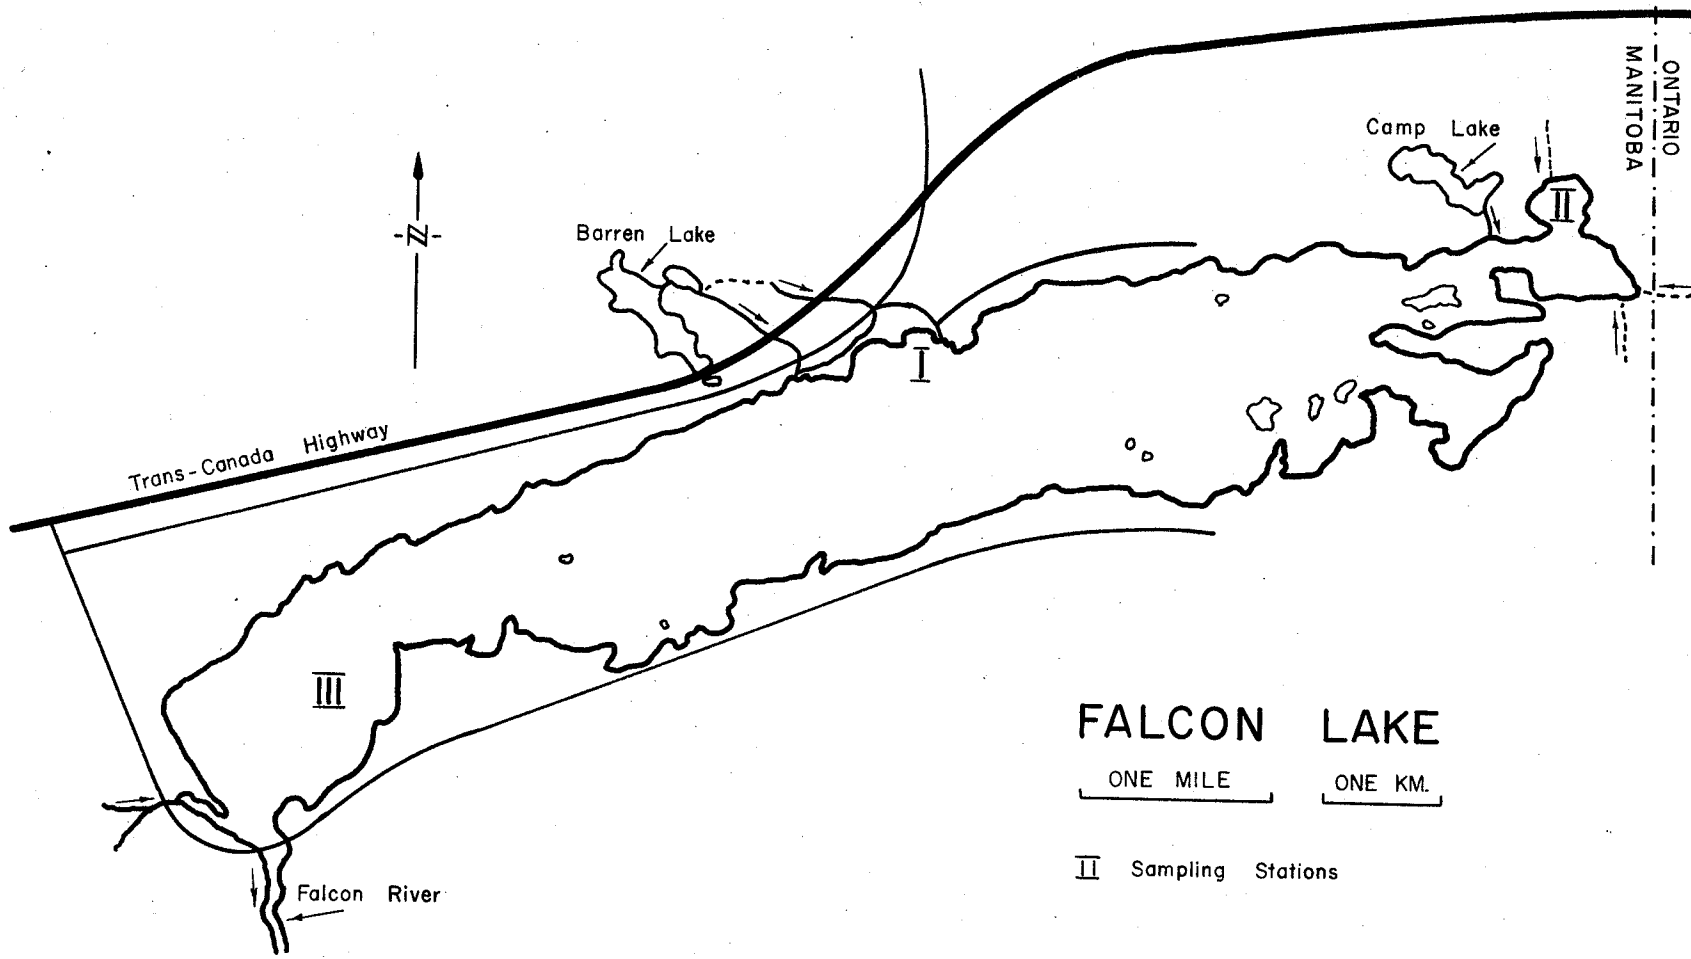 ONTARIO
MANITOBA
Camp Lake
II
N
Barren Lake
I
Trans-Canada Highway
III
FALCON LAKE
ONE MILE
ONE KM.
II Sampling Stations
Falcon River